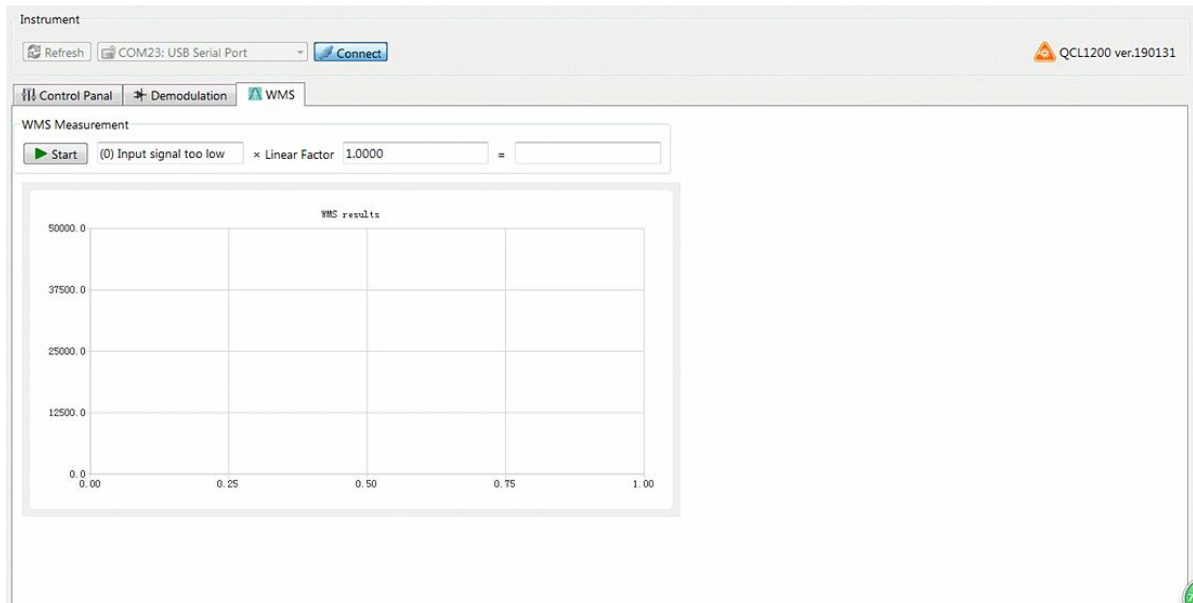 Instrument
Refresh COM23: USB Serial Port Connect QCL1200 ver.190131
Control Panal Demodulation WMS
WMS Measurement
Start (0) Input signal too low × Linear Factor 1.0000 =
WMS results
50000.0
37500.0
25000.0
12500.0
0.0
0.00 0.25 0.50 0.75 1.00